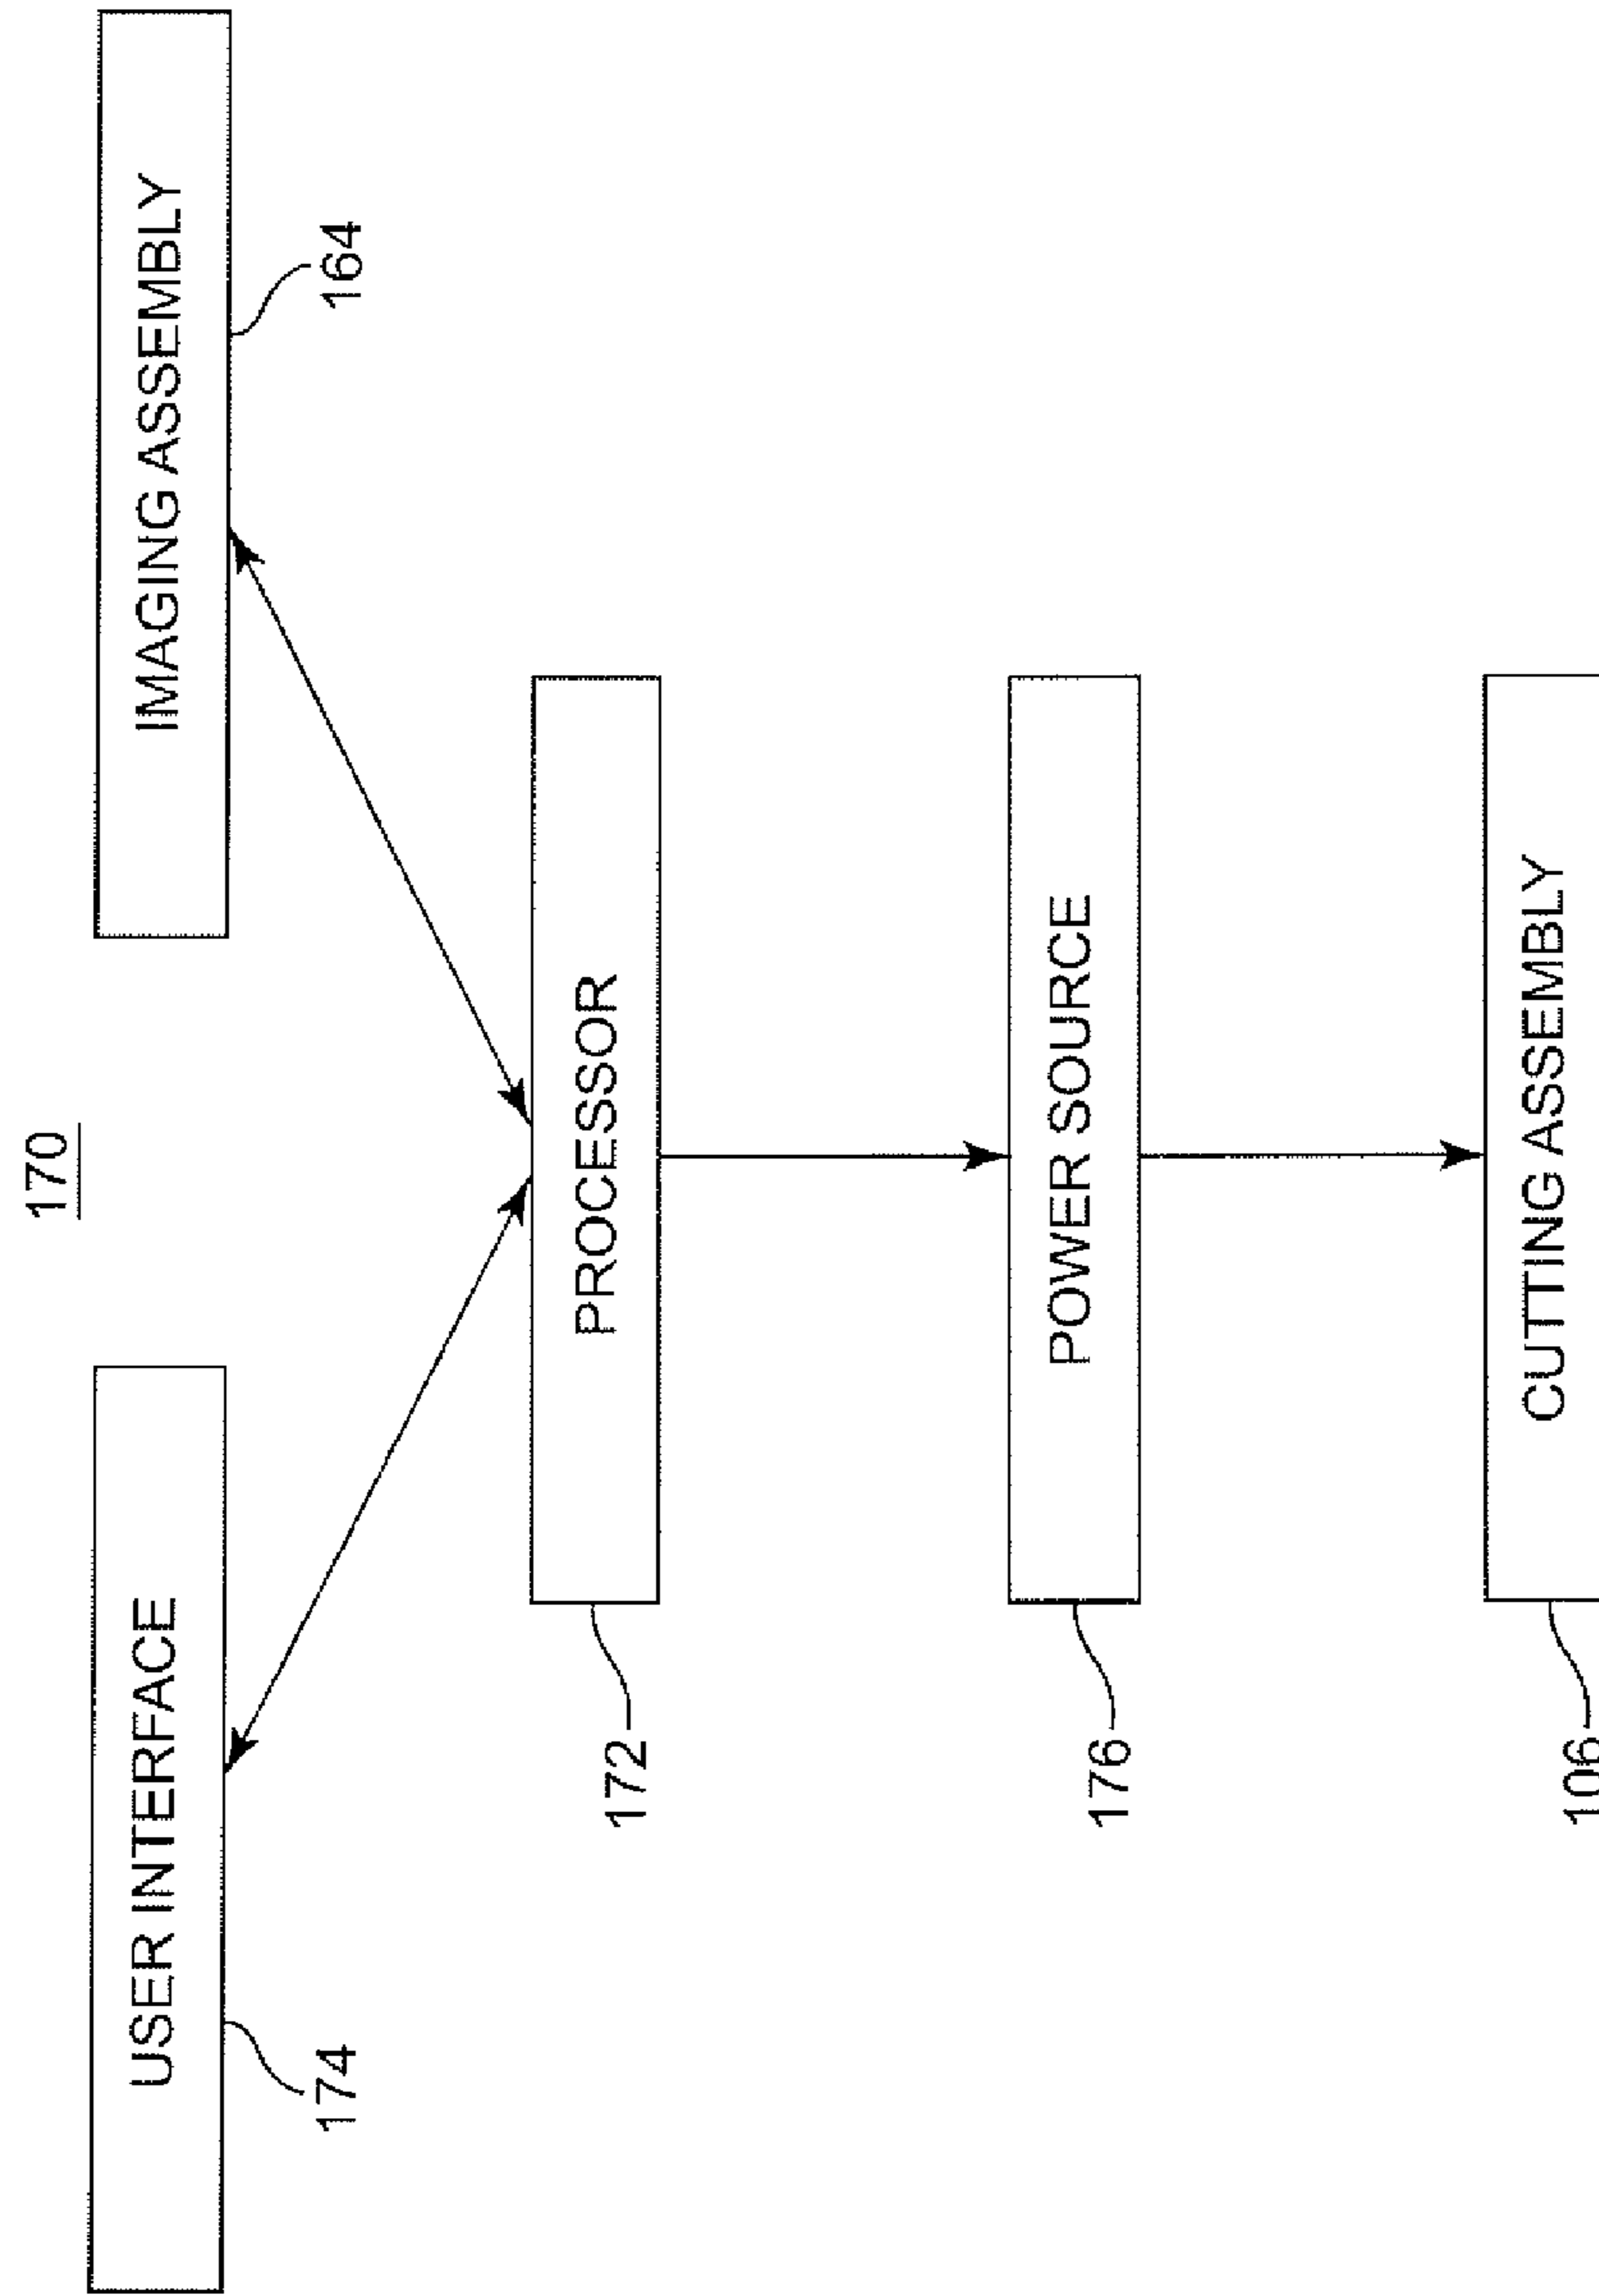 170
USER INTERFACE
174
IMAGING ASSEMBLY
164
PROCESSOR
172
POWER SOURCE
176
CUTTING ASSEMBLY
106